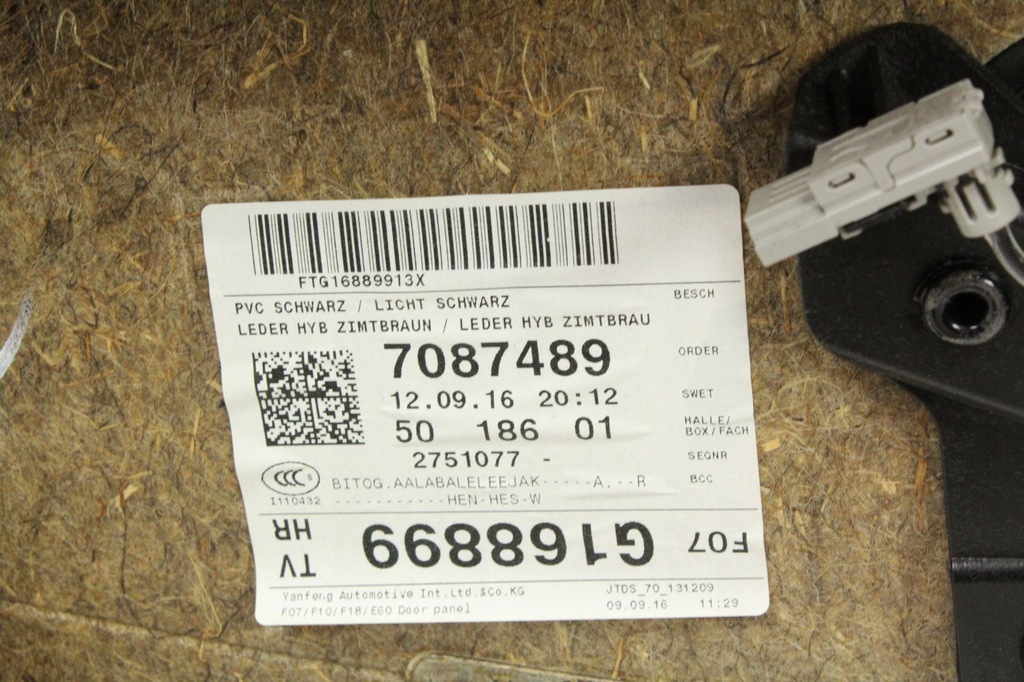 FTG16889913X
PVC SCHWARZ / LICHT SCHWARZ BESCH
LEDER HYB ZIMTBRAUN / LEDER HYB ZIMTBRAU
7087489 ORDER
12.09.16 20:12 SWET
50 186 01 HALLE/
BOX/FACH
2751077 - SEQNR
CCC S
I110432
BITOG.AALABALELEEJAK-----A.--R BCC
-----------HEN-HES-W
TV HR G168899 F07
Yanfeng Automotive Int.Ltd.&Co.KG JTDS_70_131209
F07/F10/F18/E60 Door panel 09.09.16 11:29